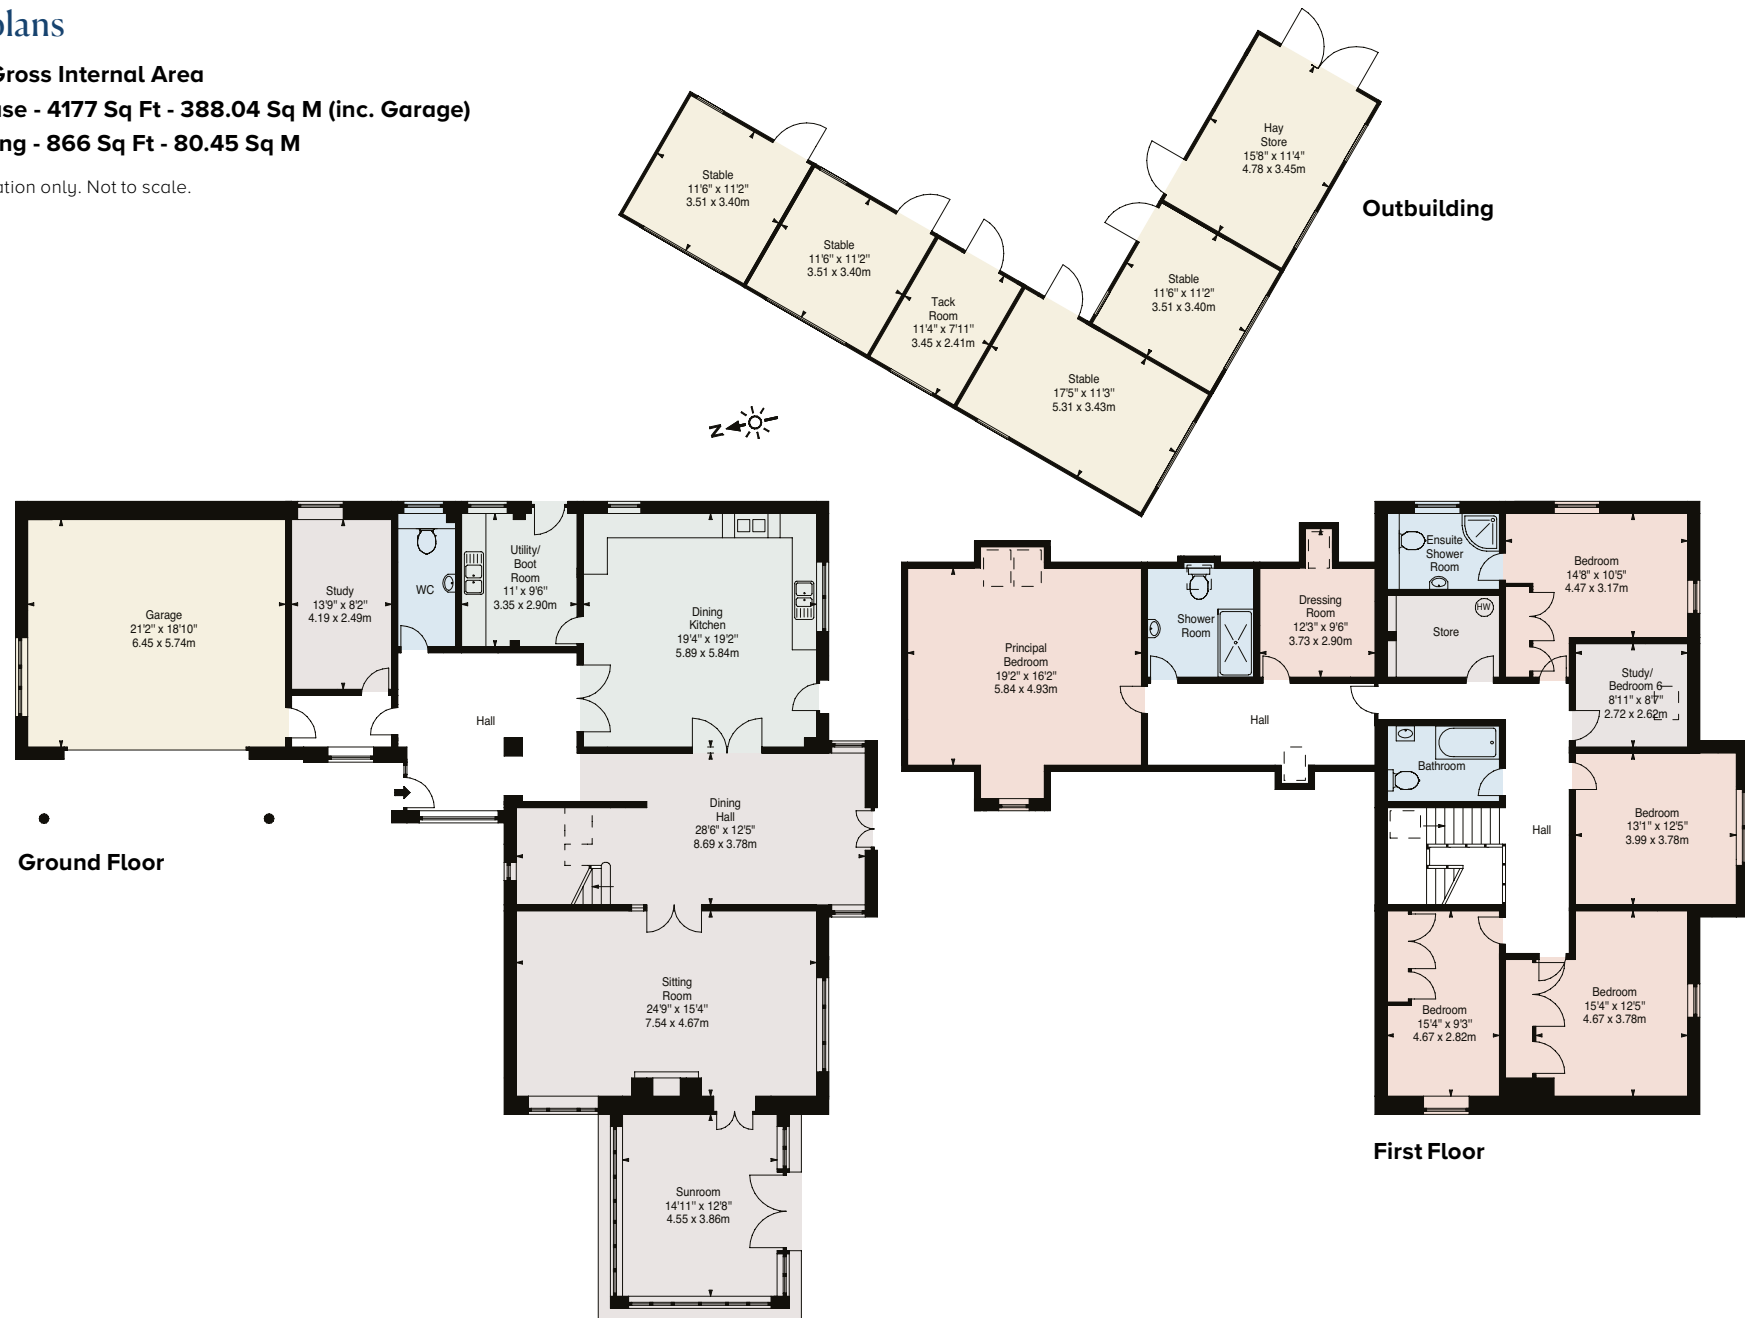 plans
Gross Internal Area
use - 4177 Sq Ft - 388.04 Sq M (inc. Garage)
ng - 866 Sq Ft - 80.45 Sq M
ation only. Not to scale.
Stable
11'6" x 11'2"
3.51 x 3.40m
Stable
11'6" x 11'2"
3.51 x 3.40m
Tack
Room
11'4" x 7'11"
3.45 x 2.41m
Stable
17'5" x 11'3"
5.31 x 3.43m
Stable
11'6" x 11'2"
3.51 x 3.40m
Hay
Store
15'8" x 11'4"
4.78 x 3.45m
Outbuilding
N
Garage
21'2" x 18'10"
6.45 x 5.74m
Study
13'9" x 8'2"
4.19 x 2.49m
WC
Utility/
Boot
Room
11' x 9'6"
3.35 x 2.90m
Dining
Kitchen
19'4" x 19'2"
5.89 x 5.84m
Hall
Dining
Hall
28'6" x 12'5"
8.69 x 3.78m
Sitting
Room
24'9" x 15'4"
7.54 x 4.67m
Sunroom
14'11" x 12'8"
4.55 x 3.86m
Ground Floor
Principal
Bedroom
19'2" x 16'2"
5.84 x 4.93m
Shower
Room
Dressing
Room
12'3" x 9'6"
3.73 x 2.90m
Hall
Ensuite
Shower
Room
HW
Store
Bedroom
14'8" x 10'5"
4.47 x 3.17m
Study/
Bedroom 6
8'11" x 8'7"
2.72 x 2.62m
Bathroom
Hall
Bedroom
13'1" x 12'5"
3.99 x 3.78m
Bedroom
15'4" x 9'3"
4.67 x 2.82m
Bedroom
15'4" x 12'5"
4.67 x 3.78m
First Floor